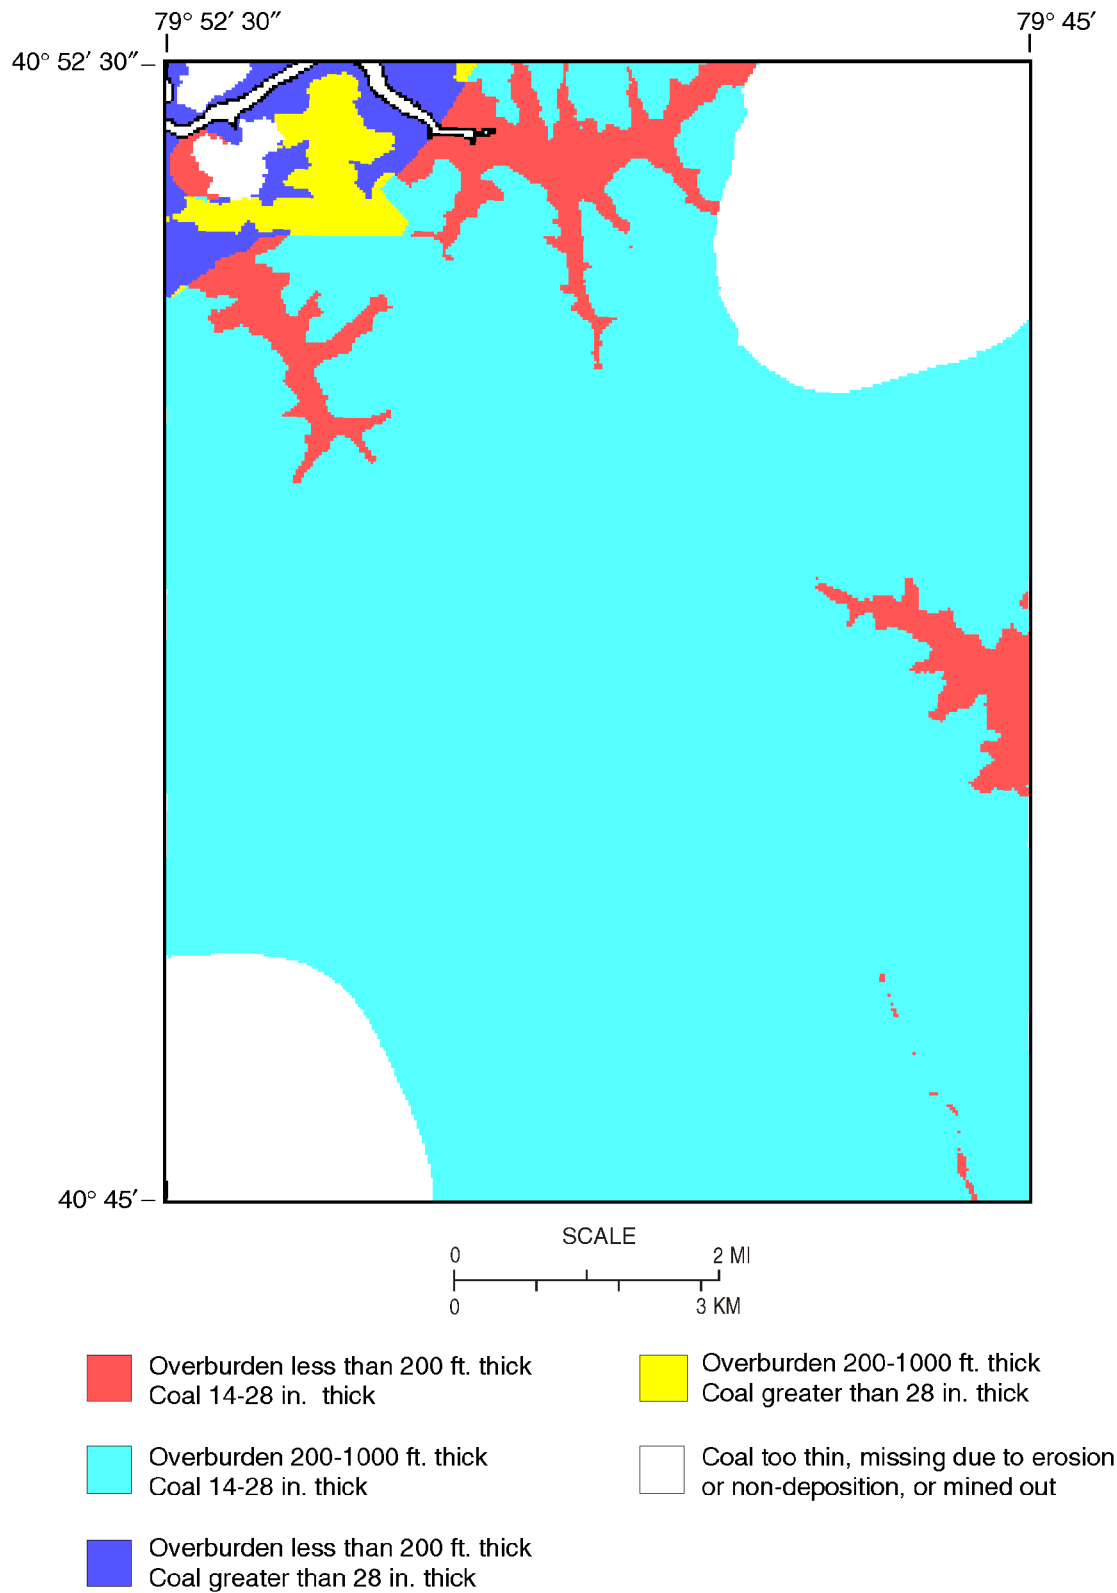 79° 52′ 30″ 79° 45′
40° 52′ 30″
40° 45′
SCALE
0 2 MI
0 3 KM
Overburden less than 200 ft. thick
Coal 14-28 in. thick
Overburden 200-1000 ft. thick
Coal greater than 28 in. thick
Overburden 200-1000 ft. thick
Coal 14-28 in. thick
Coal too thin, missing due to erosion
or non-deposition, or mined out
Overburden less than 200 ft. thick
Coal greater than 28 in. thick